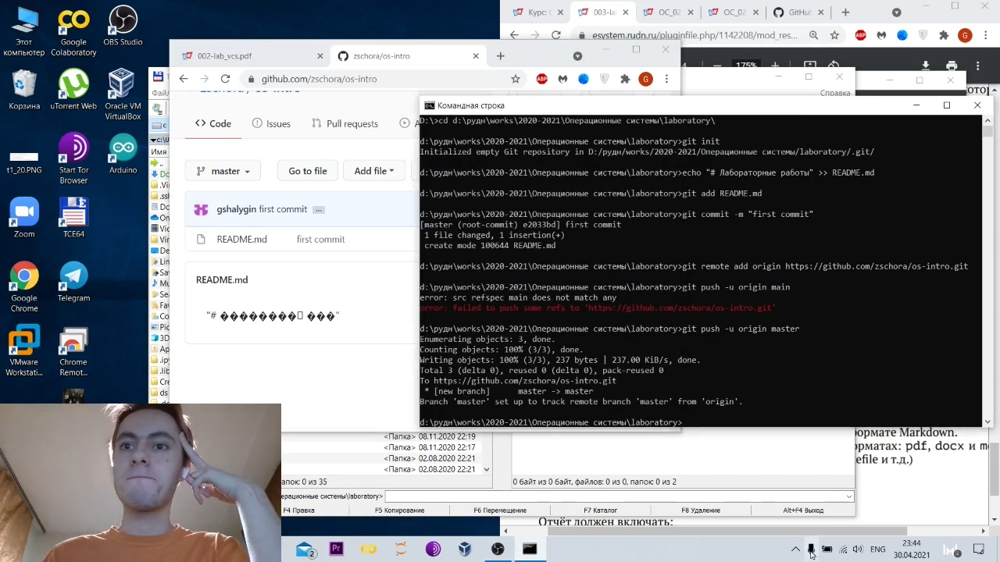 Этот компьютер
Google Colaboratory
OBS Studio
Корзина
uTorrent Web
Oracle VM VirtualBox
t1_20.PNG
Start Tor Browser
Arduino
Zoom
TCE64
Google Chrome
Telegram
VMware Workstati...
Chrome Remot...
003-la
ОС_02
ОС_02
GitHu
esystem.rudn.ru/pluginfile.php/1142208/mod_res...
175%
002-lab_vcs.pdf
zschora/os-intro
github.com/zschora/os-intro
Справка
Code
Issues
Pull requests
master
Go to file
Add file
gshalygin first commit ...
README.md first commit
README.md
"# ��������� ���"
Имя
Командная строка
D:\>cd d:\рудн\works\2020-2021\Операционные системы\laboratory\
d:\рудн\works\2020-2021\Операционные системы\laboratory>git init
Initialized empty Git repository in D:/рудн/works/2020-2021/Операционные системы/laboratory/.git/
d:\рудн\works\2020-2021\Операционные системы\laboratory>echo "# Лабораторные работы" >> README.md
d:\рудн\works\2020-2021\Операционные системы\laboratory>git add README.md
d:\рудн\works\2020-2021\Операционные системы\laboratory>git commit -m "first commit"
[master (root-commit) e2033bd] first commit
1 file changed, 1 insertion(+)
create mode 100644 README.md
d:\рудн\works\2020-2021\Операционные системы\laboratory>git remote add origin https://github.com/zschora/os-intro.git
d:\рудн\works\2020-2021\Операционные системы\laboratory>git push -u origin main
error: src refspec main does not match any
error: failed to push some refs to 'https://github.com/zschora/os-intro.git'
d:\рудн\works\2020-2021\Операционные системы\laboratory>git push -u origin master
Enumerating objects: 3, done.
Counting objects: 100% (3/3), done.
Writing objects: 100% (3/3), 237 bytes | 237.00 KiB/s, done.
Total 3 (delta 0), reused 0 (delta 0), pack-reused 0
To https://github.com/zschora/os-intro.git
* [new branch] master -> master
Branch 'master' set up to track remote branch 'master' from 'origin'.
d:\рудн\works\2020-2021\Операционные системы\laboratory>
<Папка> 08.11.2020 22:19
<Папка> 08.11.2020 22:17
<Папка> 02.08.2020 22:21
<Папка> 02.08.2020 22:21
0 из 35
0 байт из 0 байт, файлов: 0 из 0, папок: 0 из 2
системы\laboratory>
F4 Правка
F5 Копирование
F6 Перемещение
F7 Каталог
F8 Удаление
Alt+F4 Выход
Markdown.
pdf, docx и
и т.д.)
Отчёт должен включать:
ENG
23:44
30.04.2021